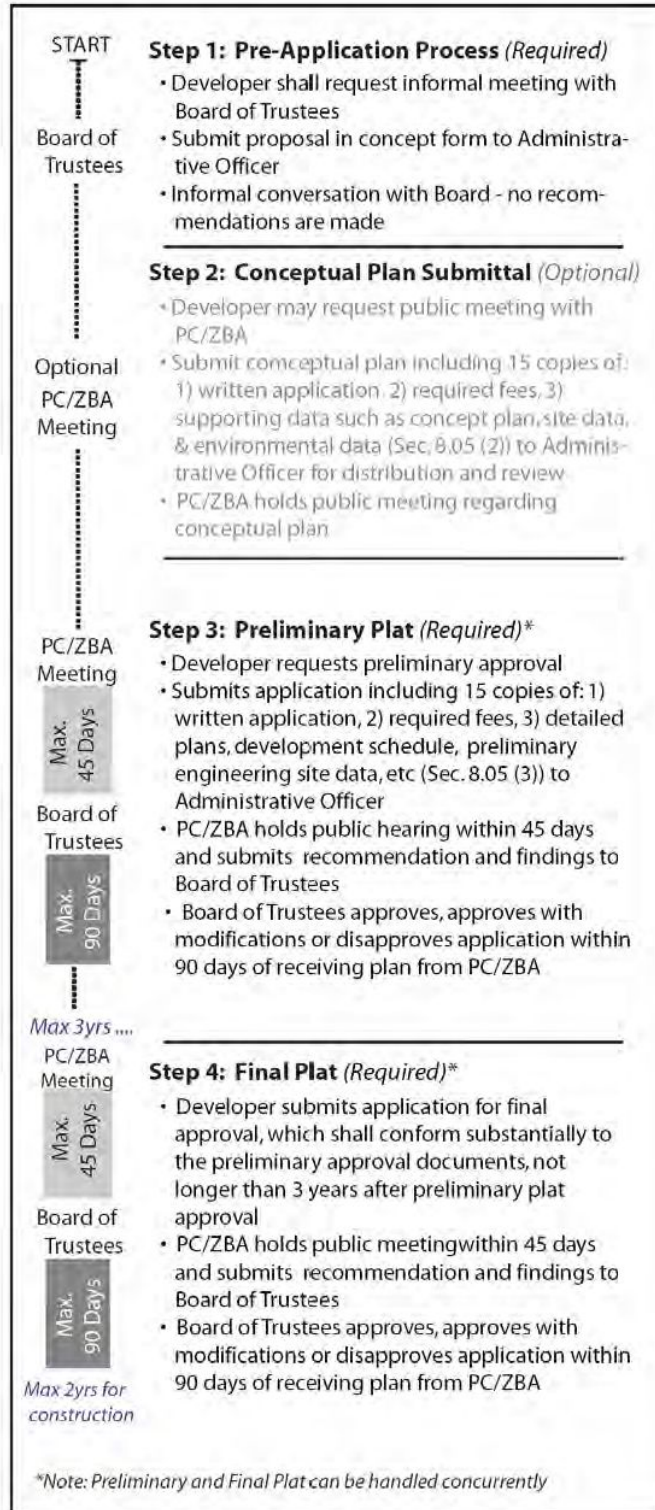 START
Board of
Trustees
Optional
PC/ZBA
Meeting
PC/ZBA
Meeting
Max.
45 Days
Board of
Trustees
Max.
90 Days
Max 3yrs ....
PC/ZBA
Meeting
Max.
45 Days
Board of
Trustees
Max.
90 Days
Max 2yrs for
construction
Step 1: Pre-Application Process (Required)
• Developer shall request informal meeting with
Board of Trustees
• Submit proposal in concept form to Administra-
tive Officer
• Informal conversation with Board - no recom-
mendations are made
Step 2: Conceptual Plan Submittal (Optional)
• Developer may request public meeting with
PC/ZBA
• Submit comceptual plan including 15 copies of:
1) written application, 2) required fees, 3)
supporting data such as concept plan, site data,
& environmental data (Sec. 8.05 (2)) to Adminis-
trative Officer for distribution and review
• PC/ZBA holds public meeting regarding
conceptual plan
Step 3: Preliminary Plat (Required)*
• Developer requests preliminary approval
• Submits application including 15 copies of: 1)
written application, 2) required fees, 3) detailed
plans, development schedule, preliminary
engineering site data, etc (Sec. 8.05 (3)) to
Administrative Officer
• PC/ZBA holds public hearing within 45 days
and submits recommendation and findings to
Board of Trustees
• Board of Trustees approves, approves with
modifications or disapproves application within
90 days of receiving plan from PC/ZBA
Step 4: Final Plat (Required)*
• Developer submits application for final
approval, which shall conform substantially to
the preliminary approval documents, not
longer than 3 years after preliminary plat
approval
• PC/ZBA holds public meetingwithin 45 days
and submits recommendation and findings to
Board of Trustees
• Board of Trustees approves, approves with
modifications or disapproves application within
90 days of receiving plan from PC/ZBA
*Note: Preliminary and Final Plat can be handled concurrently